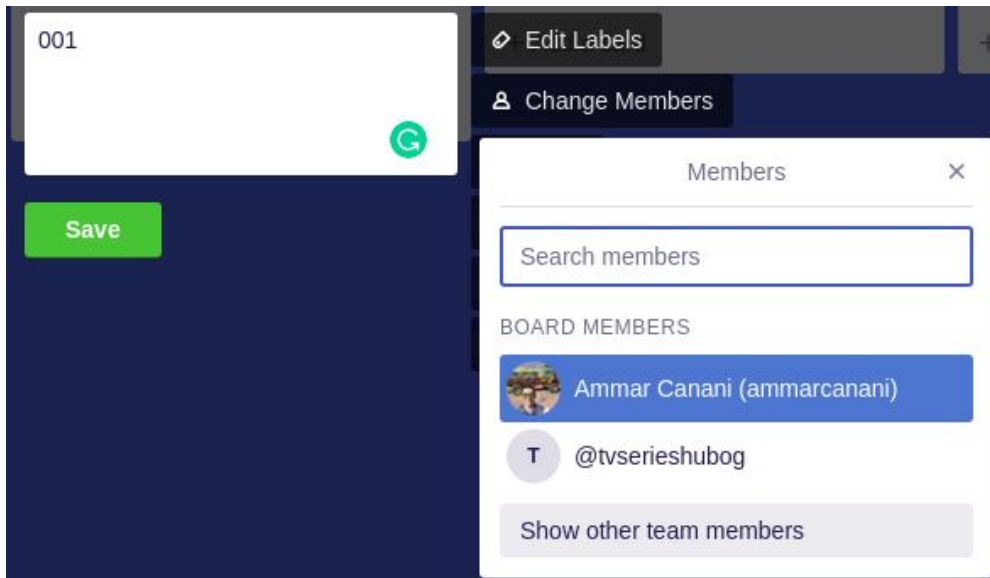 001
Save
Edit Labels
Change Members
Members
Search members
BOARD MEMBERS
Ammar Canani (ammarcanani)
T @tvserieshubog
Show other team members